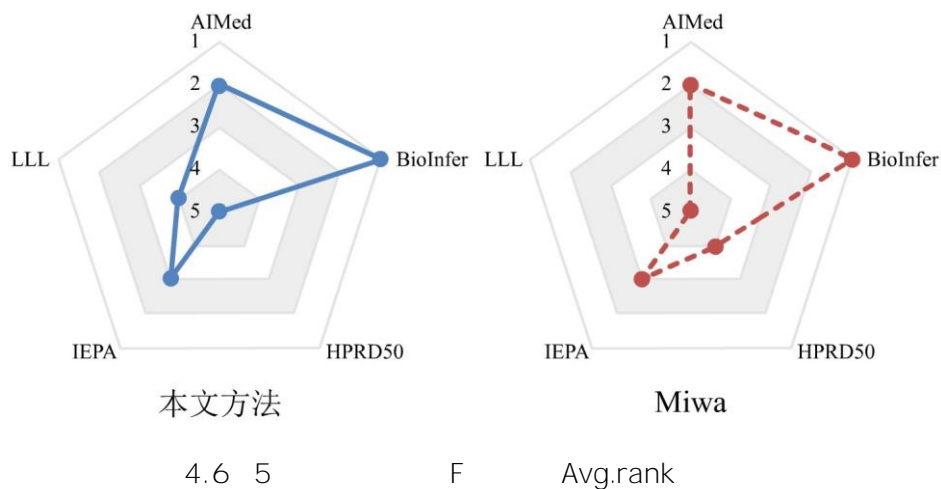 AIMed AIMed
1 1
2 2
3 3
LLL BioInfer LLL BioInfer
4 4
5 5
IEPA HPRD50 IEPA HPRD50
本文方法 Miwa
4.6 5 F Avg.rank